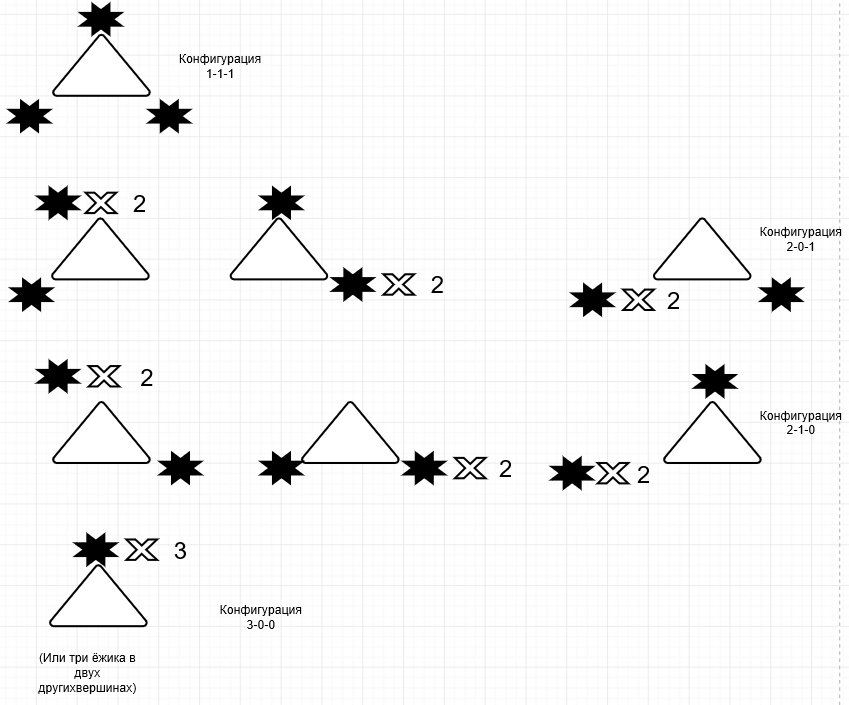 Конфигурация
1-1-1
2
2
2
Конфигурация
2-0-1
2
2
2
Конфигурация
2-1-0
3
Конфигурация
3-0-0
(Или три ёжика в
двух
другихвершинах)